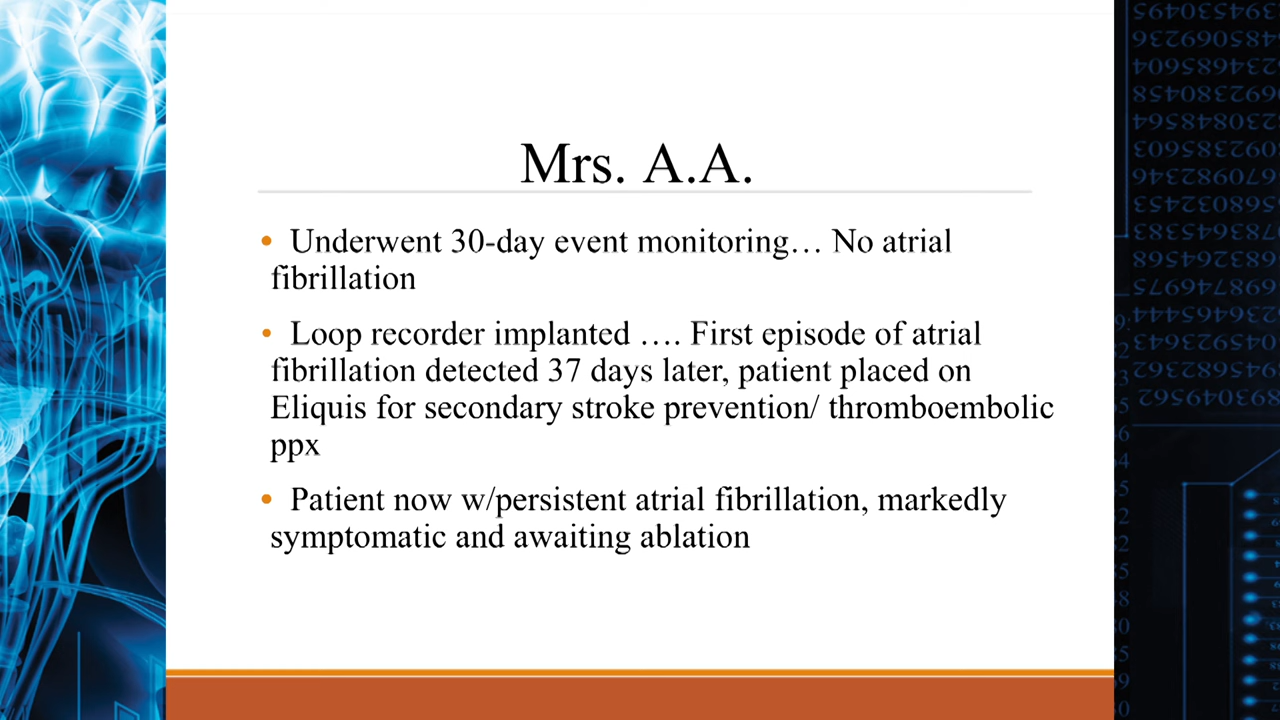 Mrs. A.A.
• Underwent 30-day event monitoring… No atrial
fibrillation
• Loop recorder implanted …. First episode of atrial
fibrillation detected 37 days later, patient placed on
Eliquis for secondary stroke prevention/ thromboembolic
ppx
• Patient now w/persistent atrial fibrillation, markedly
symptomatic and awaiting ablation